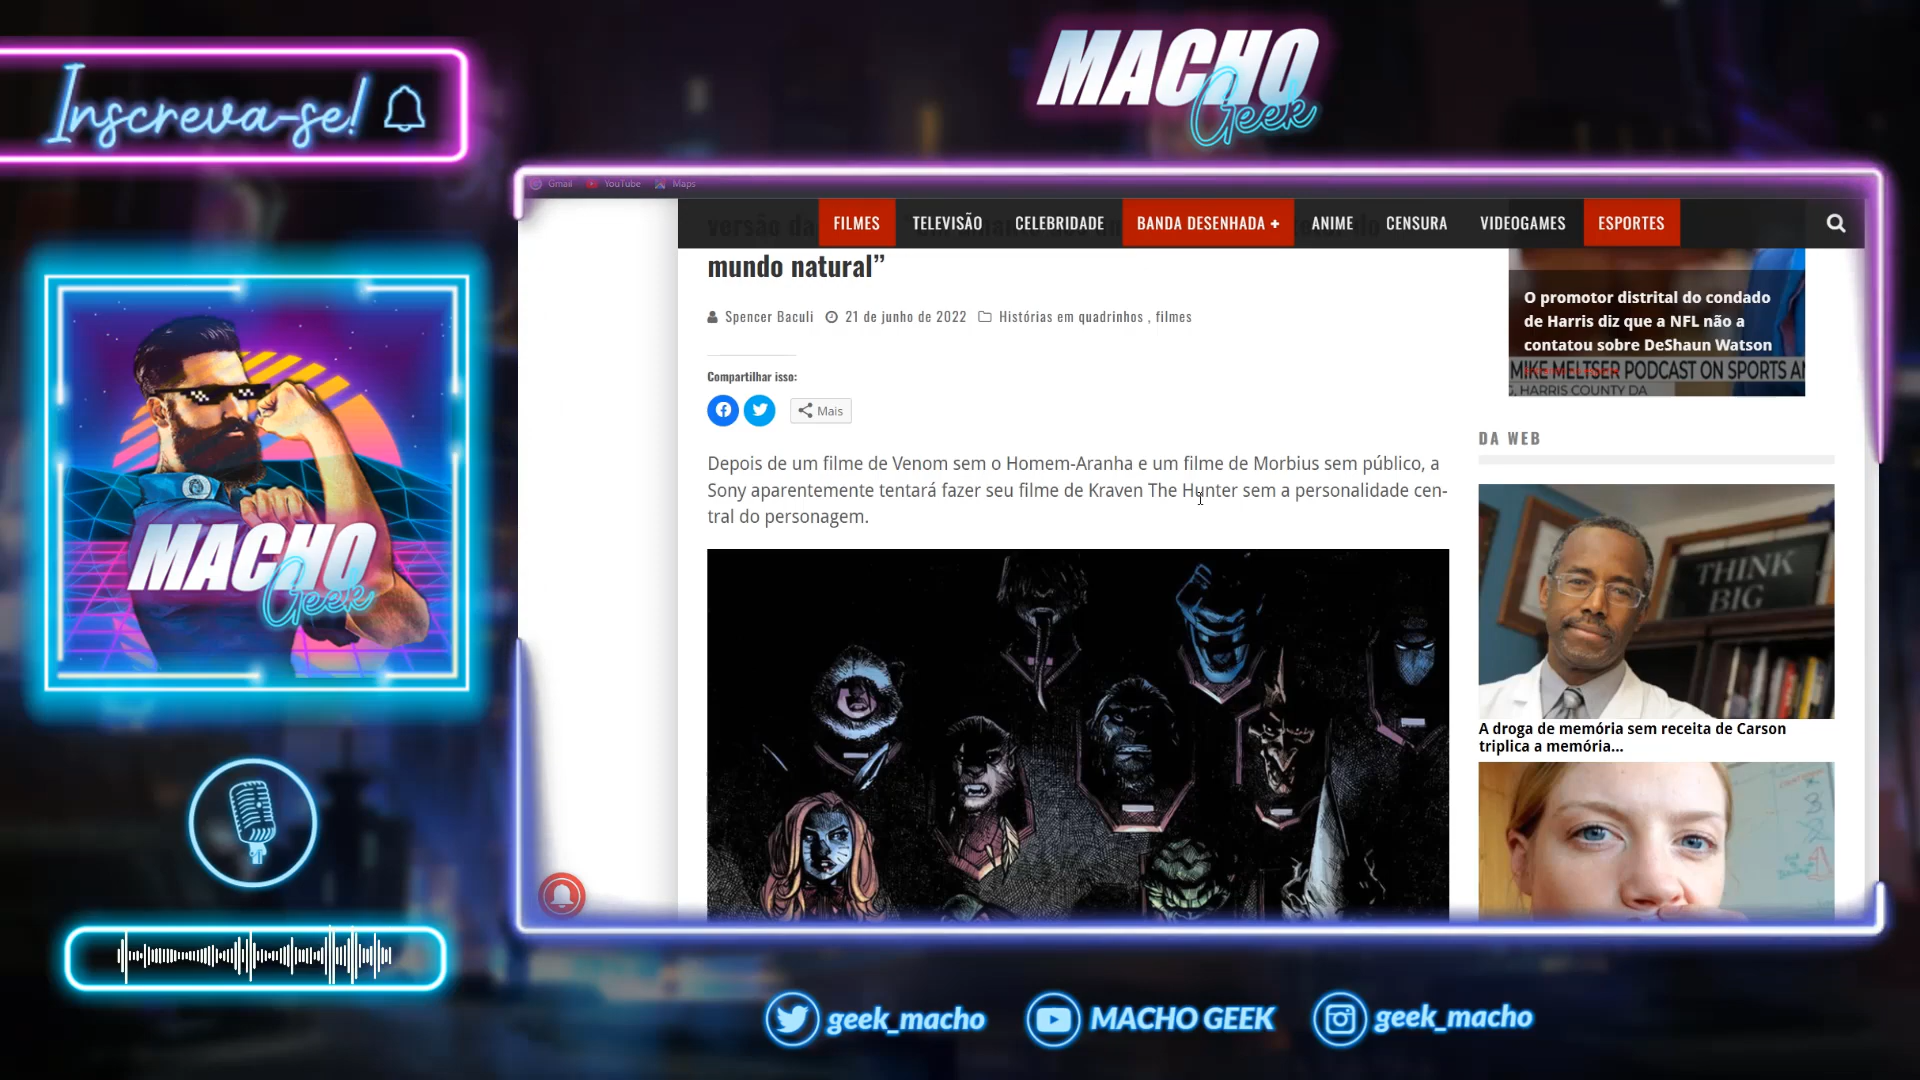 Inscreva-se!
MACHO
Geek
Gmail YouTube Maps
FILMES TELEVISÃO CELEBRIDADE BANDA DESENHADA + ANIME CENSURA VIDEOGAMES ESPORTES
versão da
mundo natural”
Spencer Baculi 21 de junho de 2022 Histórias em quadrinhos , filmes
Compartilhar isso:
Mais
Depois de um filme de Venom sem o Homem-Aranha e um filme de Morbius sem público, a
Sony aparentemente tentará fazer seu filme de Kraven The Hunter sem a personalidade cen-
tral do personagem.
O promotor distrital do condado
de Harris diz que a NFL não a
contatou sobre DeShaun Watson
MIKE MELTSER PODCAST ON SPORTS
HARRIS COUNTY DA
DA WEB
THINK
BIG
A droga de memória sem receita de Carson
triplica a memória...
MACHO
Geek
geek_macho MACHO GEEK geek_macho